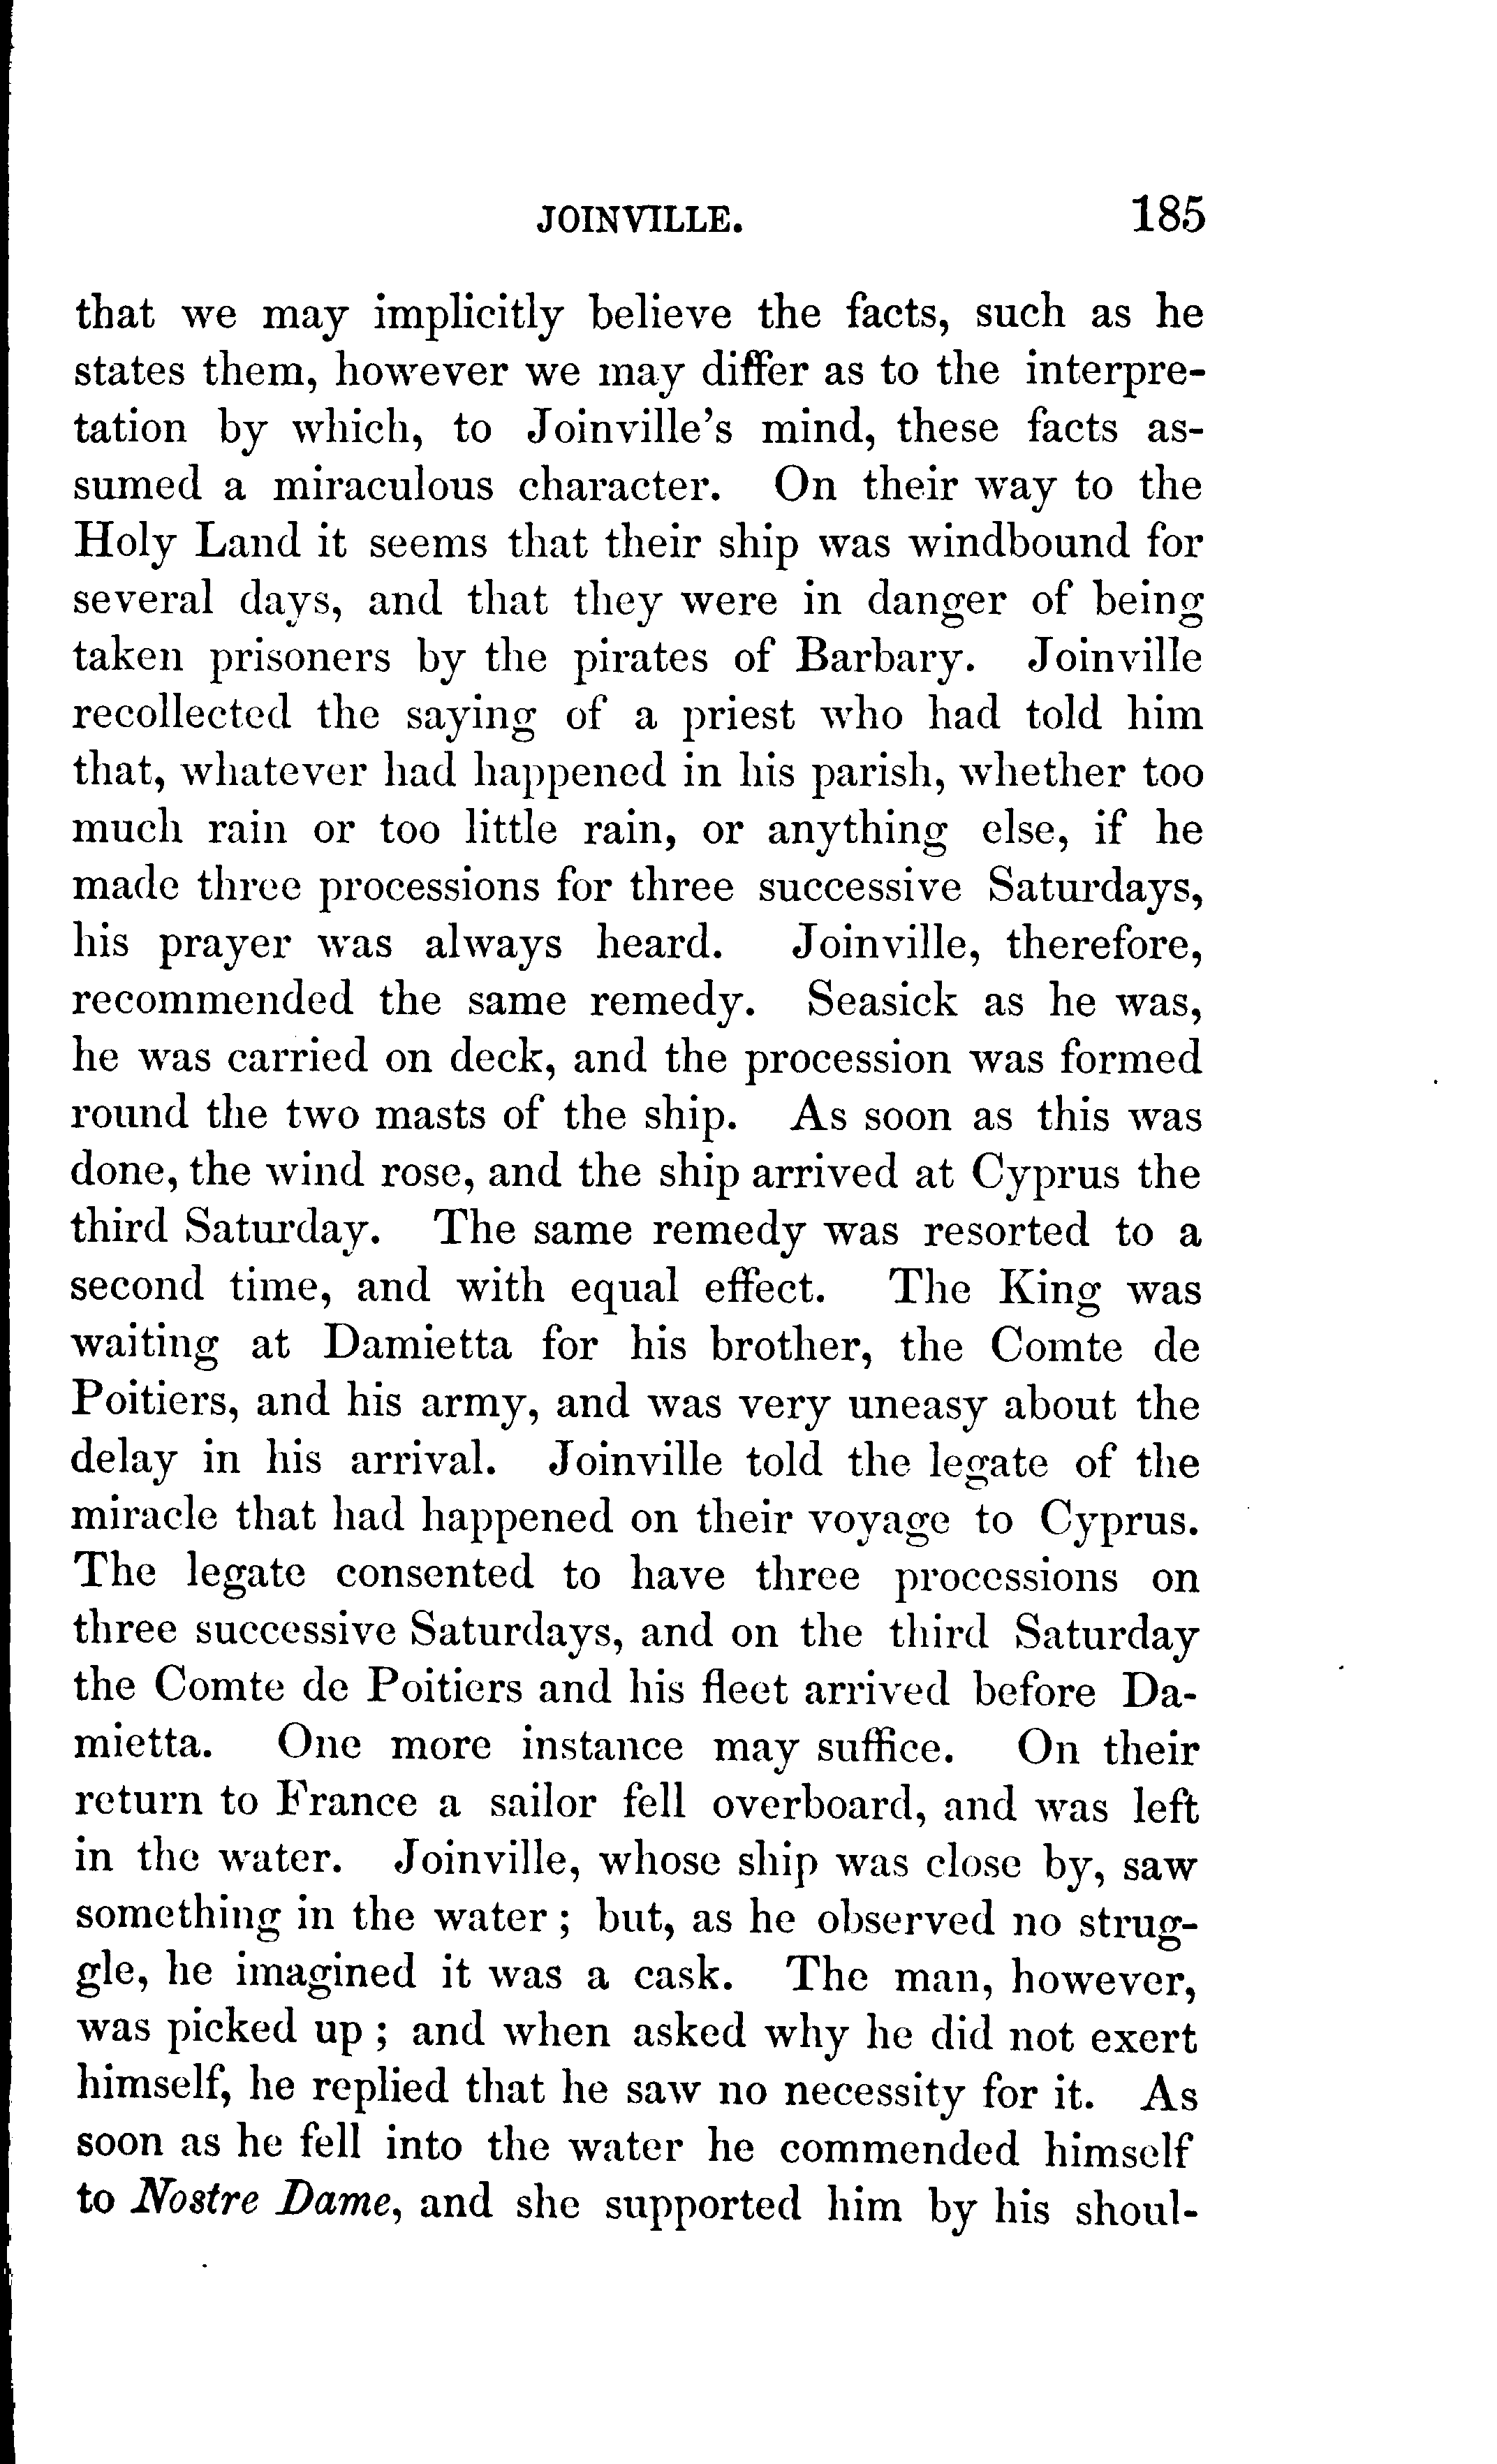 JOINVILLE. 185
that we may implicitly believe the facts, such as he
states them, however we may differ as to the interpre-
tation by which, to Joinville's mind, these facts as-
sumed a miraculous character. On their way to the
Holy Land it seems that their ship was windbound for
several days, and that they were in danger of being
taken prisoners by the pirates of Barbary. Joinville
recollected the saying of a priest who had told him
that, whatever had happened in his parish, whether too
much rain or too little rain, or anything else, if he
made three processions for three successive Saturdays,
his prayer was always heard. Joinville, therefore,
recommended the same remedy. Seasick as he was,
he was carried on deck, and the procession was formed
round the two masts of the ship. As soon as this was
done, the wind rose, and the ship arrived at Cyprus the
third Saturday. The same remedy was resorted to a
second time, and with equal effect. The King was
waiting at Damietta for his brother, the Comte de
Poitiers, and his army, and was very uneasy about the
delay in his arrival. Joinville told the legate of the
miracle that had happened on their voyage to Cyprus.
The legate consented to have three processions on
three successive Saturdays, and on the third Saturday
the Comte de Poitiers and his fleet arrived before Da-
mietta. One more instance may suffice. On their
return to France a sailor fell overboard, and was left
in the water. Joinville, whose ship was close by, saw
something in the water ; but, as he observed no strug-
gle, he imagined it was a cask. The man, however,
was picked up ; and when asked why he did not exert
himself, he replied that he saw no necessity for it. As
soon as he fell into the water he commended himself
to Nostre Dame, and she supported him by his shoul-